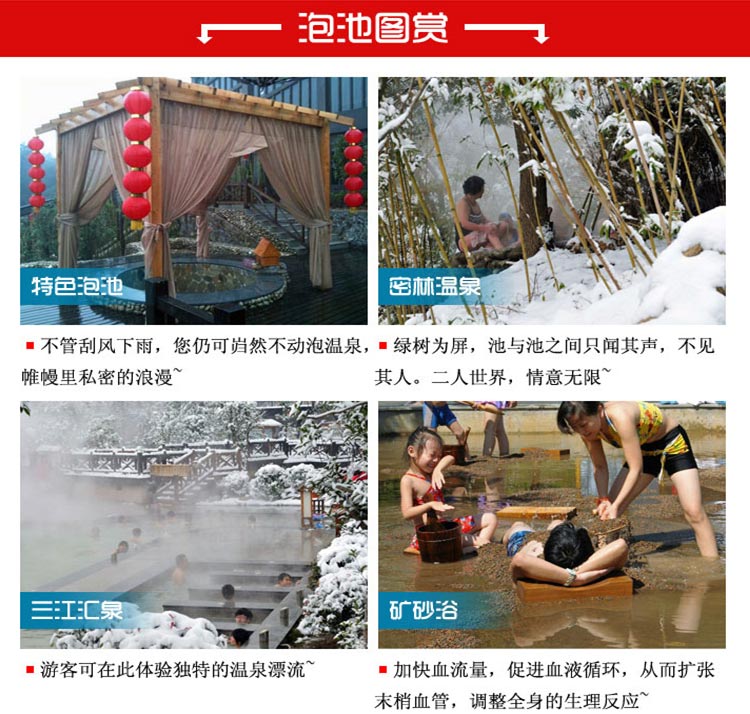 泡池图赏
特色泡池
密林温泉
不管刮风下雨，您仍可岿然不动泡温泉，
帷幔里私密的浪漫~
绿树为屏，池与池之间只闻其声，不见
其人。二人世界，情意无限~
三江汇泉
矿砂浴
游客可在此体验独特的温泉漂流~
加快血流量，促进血液循环，从而扩张
末梢血管，调整全身的生理反应~